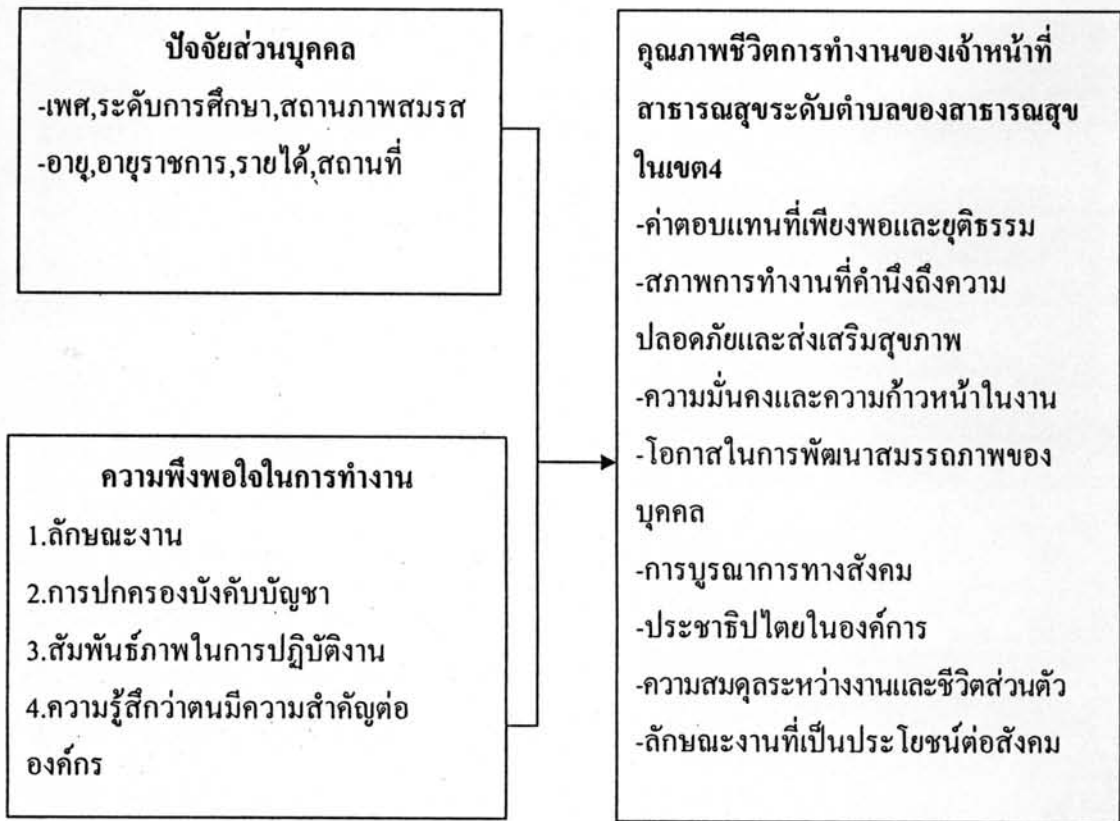 ปัจจัยส่วนบุคคล
-เพศ,ระดับการศึกษา,สถานภาพสมรส
-อายุ,อายุราชการ,รายได้,สถานที่
ความพึงพอใจในการทำงาน
1.ลักษณะงาน
2.การปกครองบังคับบัญชา
3.สัมพันธ์ภาพในการปฏิบัติงาน
4.ความรู้สึกว่าตนมีความสำคัญต่อ
องค์กร
คุณภาพชีวิตการทำงานของเจ้าหน้าที่
สาธารณสุขระดับตำบลของสาธารณสุข
ในเขต4
-ค่าตอบแทนที่เพียงพอและยุติธรรม
-สภาพการทำงานที่คำนึงถึงความ
ปลอดภัยและส่งเสริมสุขภาพ
-ความมั่นคงและความก้าวหน้าในงาน
-โอกาสในการพัฒนาสมรรถภาพของ
บุคคล
-การบูรณาการทางสังคม
-ประชาธิปไตยในองค์การ
-ความสมดุลระหว่างงานและชีวิตส่วนตัว
-ลักษณะงานที่เป็นประโยชน์ต่อสังคม